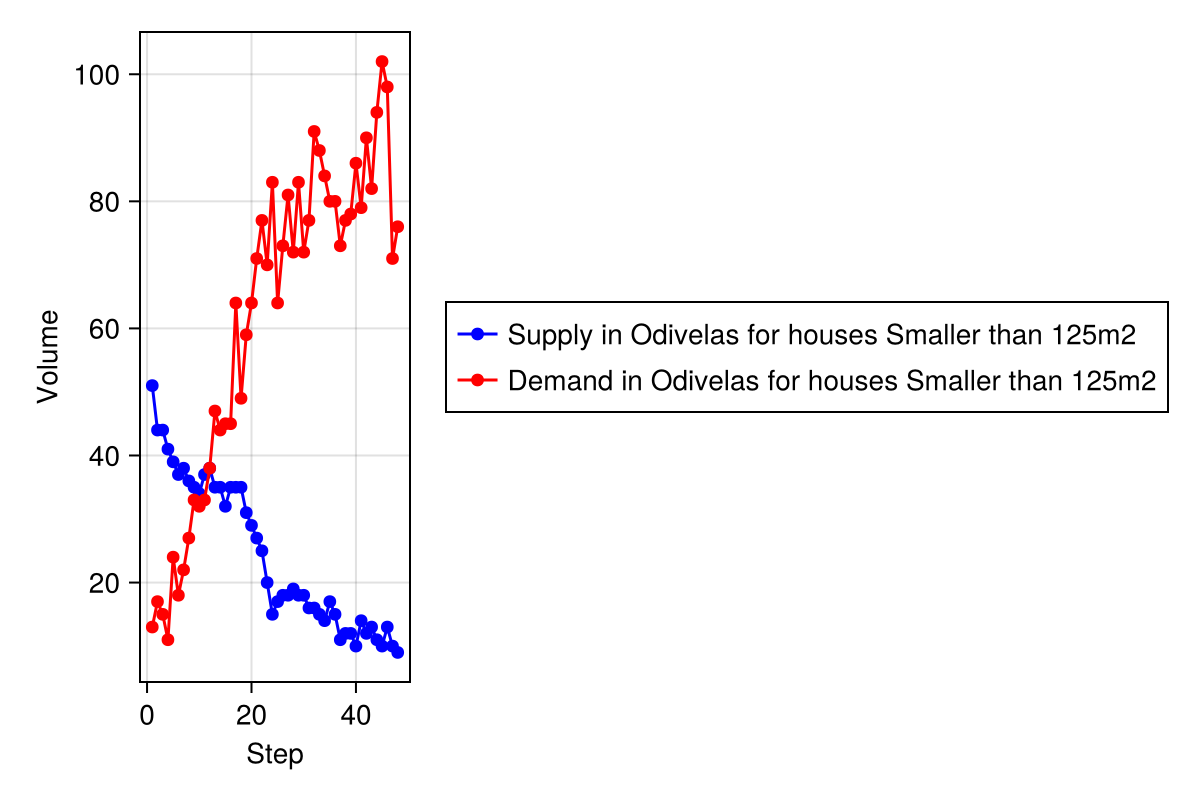 100
80
60
40
20
Volume
0 20 40
Step
Supply in Odivelas for houses Smaller than 125m2
Demand in Odivelas for houses Smaller than 125m2